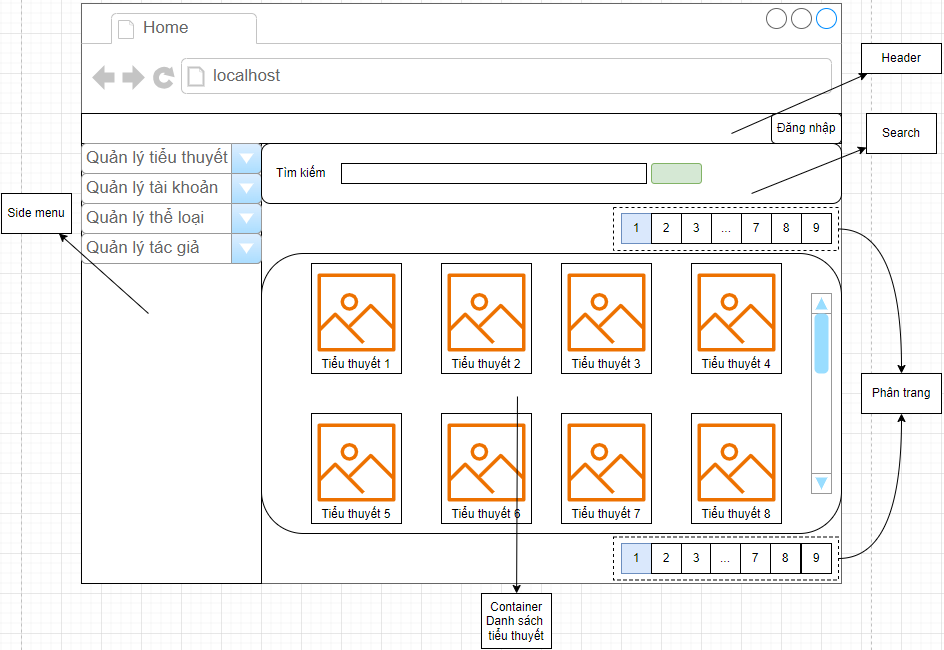 Home
localhost
Header
Đăng nhập
Search
Quản lý tiểu thuyết
Quản lý tài khoản
Quản lý thể loại
Quản lý tác giả
Tìm kiếm
Side menu
1 2 3 ... 7 8 9
Tiểu thuyết 1
Tiểu thuyết 2
Tiểu thuyết 3
Tiểu thuyết 4
Phân trang
Tiểu thuyết 5
Tiểu thuyết 6
Tiểu thuyết 7
Tiểu thuyết 8
1 2 3 ... 7 8 9
Container
Danh sách
tiểu thuyết